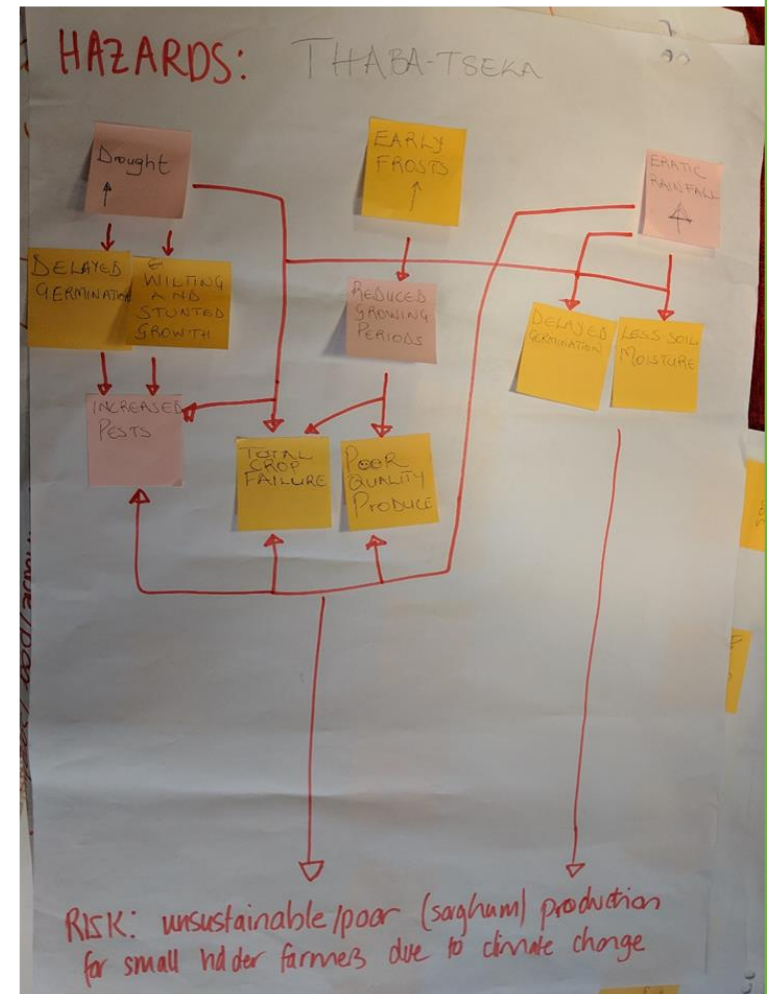 HAZARDS: THABA-TSEKA
Drought
↑
EARLY
FROSTS
↑
ERATIC
RAINFALL
↑
DELAYED
GERMINATION
WILTING
AND
STUNTED
GROWTH
REDUCED
GROWING
PERIODS
DELAYED
GERMINATION
LESS SOIL
MOISTURE
INCREASED
PESTS
TOTAL
CROP
FAILURE
POOR
QUALITY
PRODUCE
RISK: unsustainable/poor (sorghum) production
for small holder farmers due to climate change